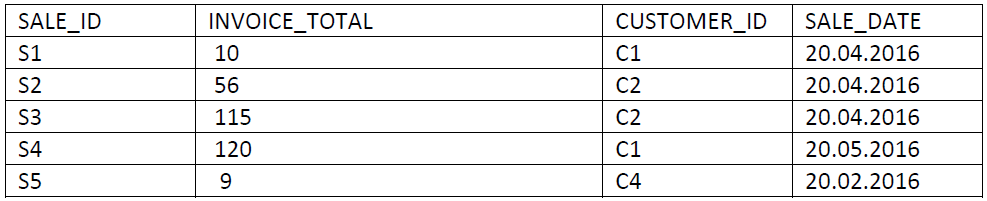 SALE_ID INVOICE_TOTAL CUSTOMER_ID SALE_DATE
S1 10 C1 20.04.2016
S2 56 C2 20.04.2016
S3 115 C2 20.04.2016
S4 120 C1 20.05.2016
S5 9 C4 20.02.2016